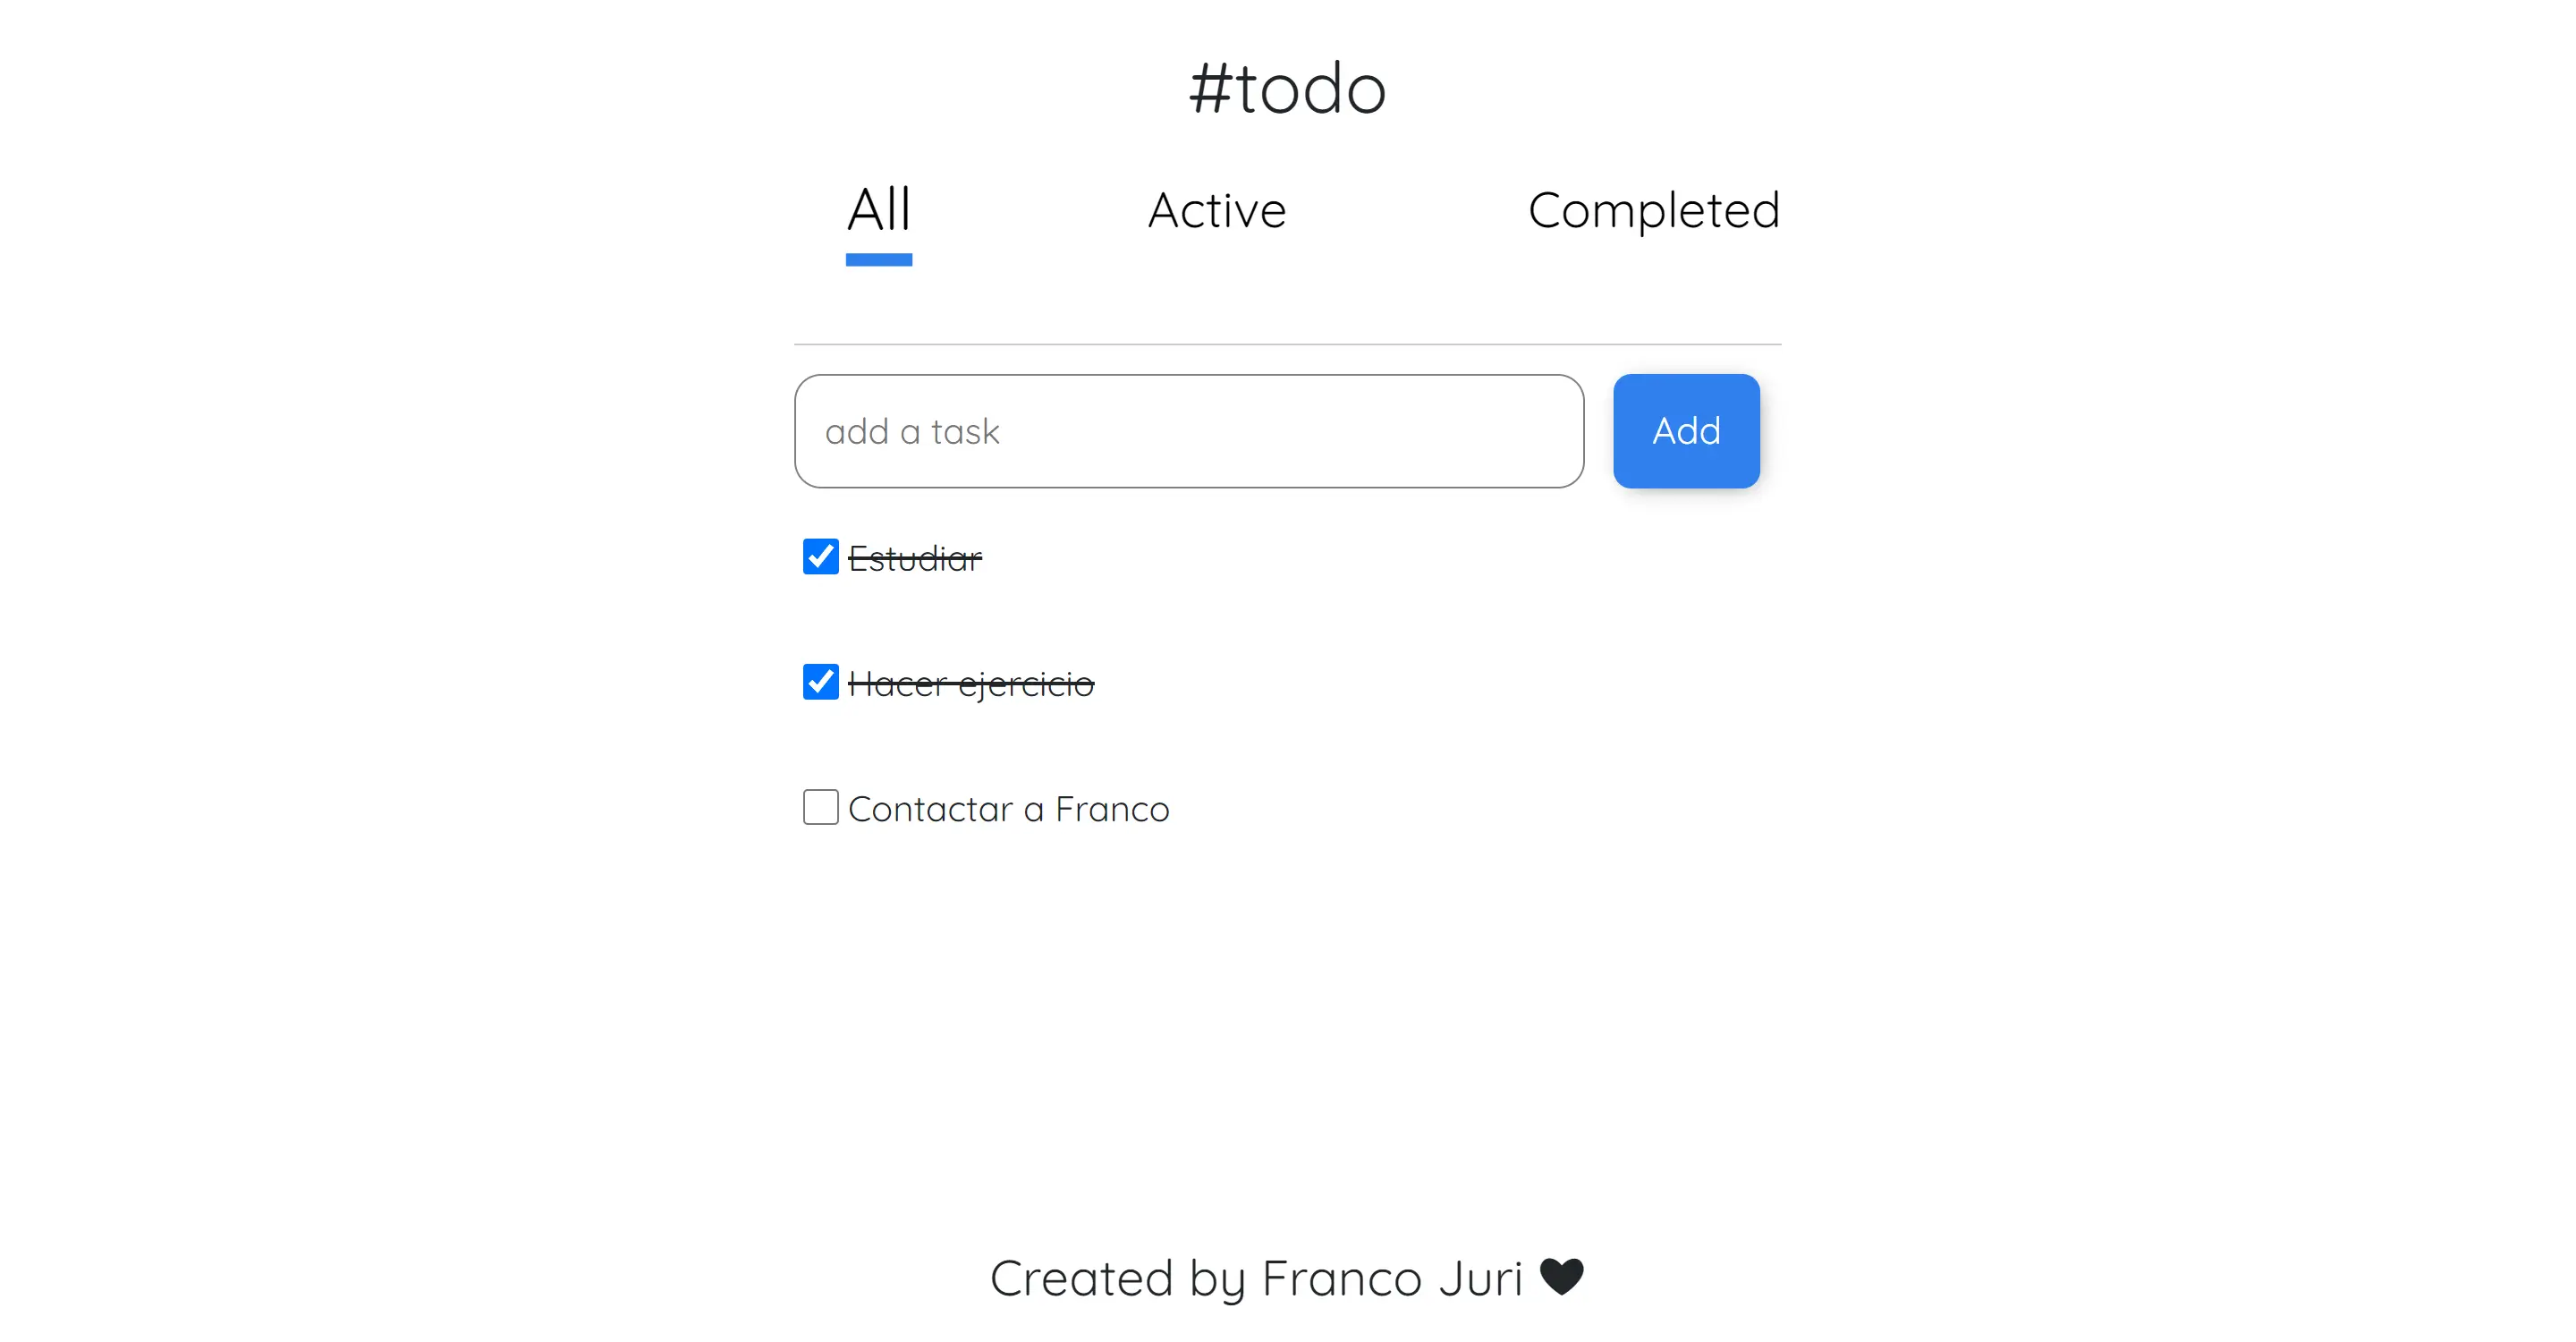 #todo
All Active Completed
add a task Add
Estudiar
Hacer ejercicio
Contactar a Franco
Created by Franco Juri